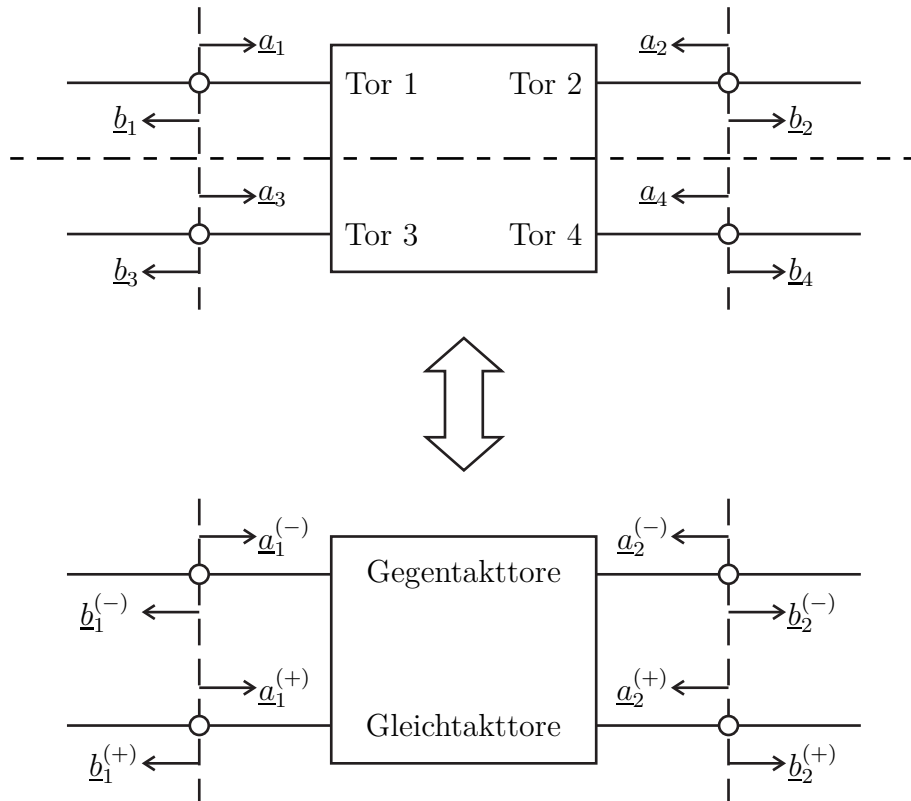 a₁ a₂
Tor 1 Tor 2
b₁ b₂
a₃ a₄
Tor 3 Tor 4
b₃ b₄
a₁⁽⁻⁾ a₂⁽⁻⁾
Gegentakttore
b₁⁽⁻⁾ b₂⁽⁻⁾
a₁⁽⁺⁾ a₂⁽⁺⁾
Gleichtakttore
b₁⁽⁺⁾ b₂⁽⁺⁾